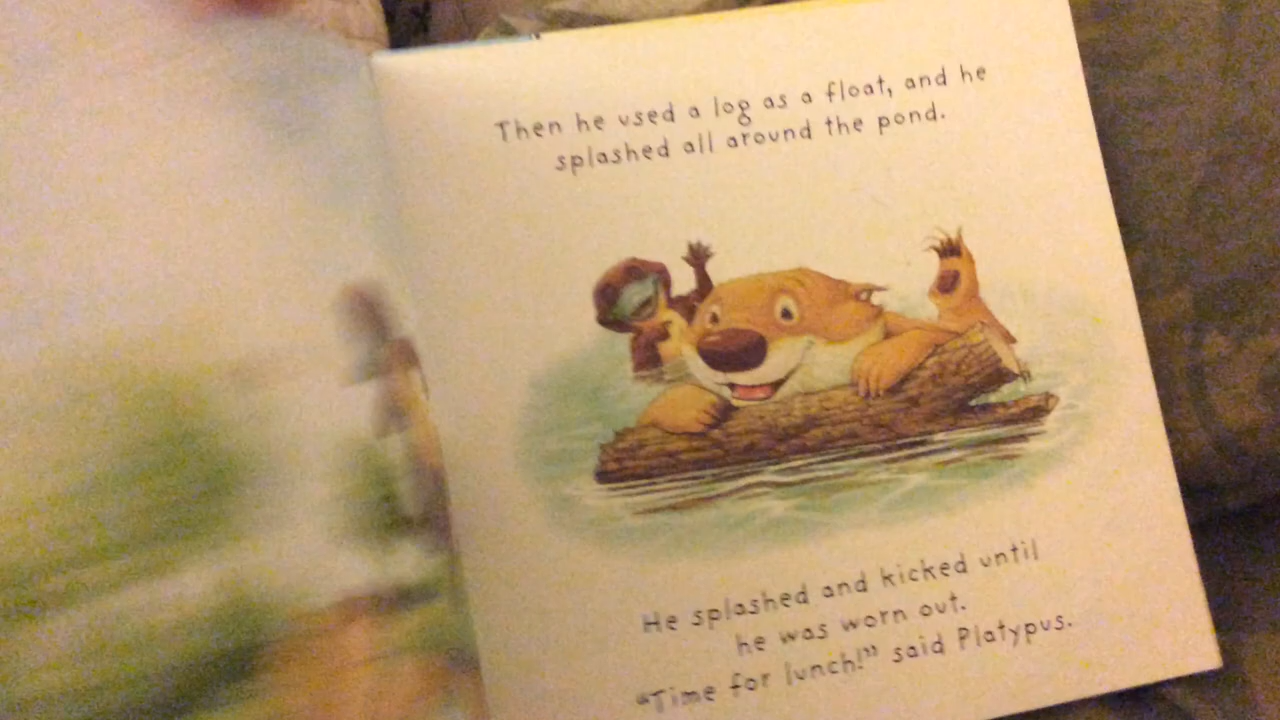 Then he used a log as a float, and he
splashed all around the pond.
He splashed and kicked until
he was worn out.
“Time for lunch!” said Platypus.